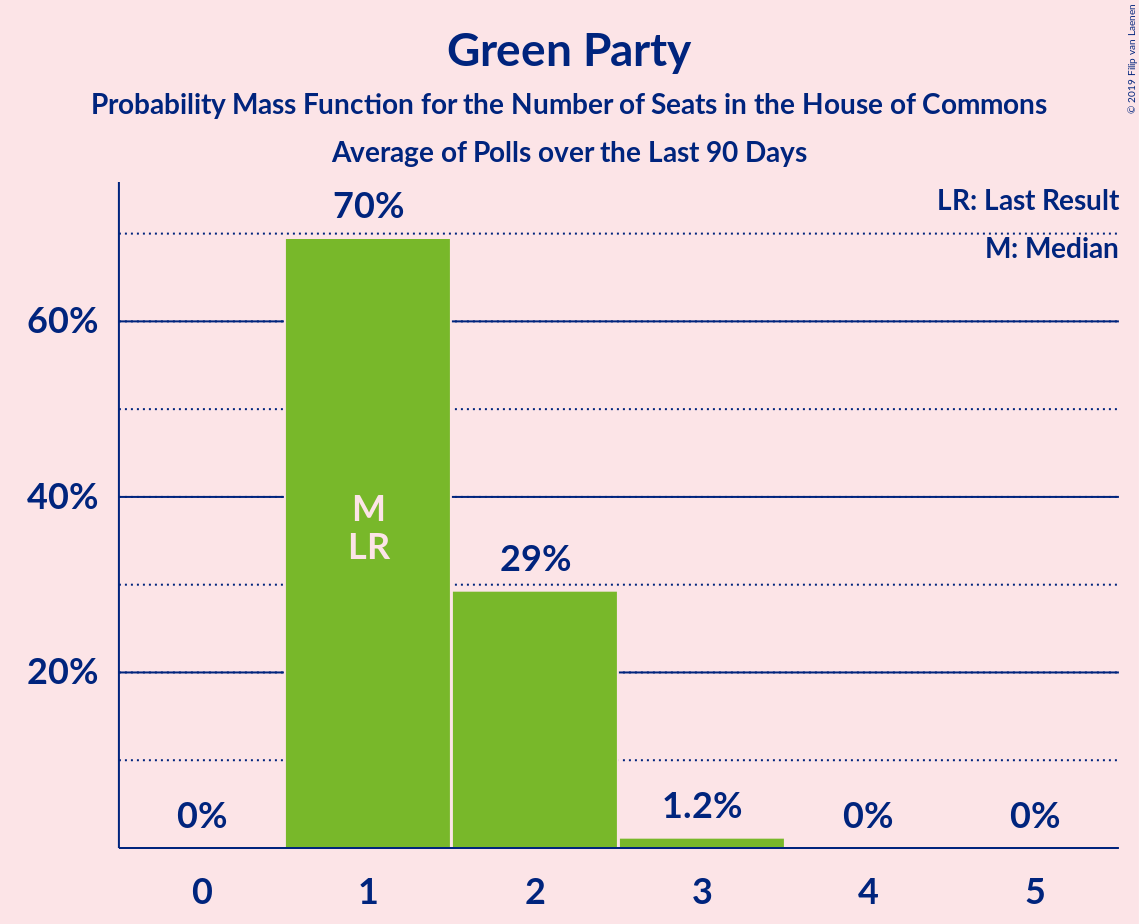 Green Party
Probability Mass Function for the Number of Seats in the House of Commons
Average of Polls over the Last 90 Days
© 2019 Filip van Laenen
LR: Last Result
M: Median
70%
60%
40%
20%
M
LR
29%
0%
1.2%
0%
0%
0
1
2
3
4
5